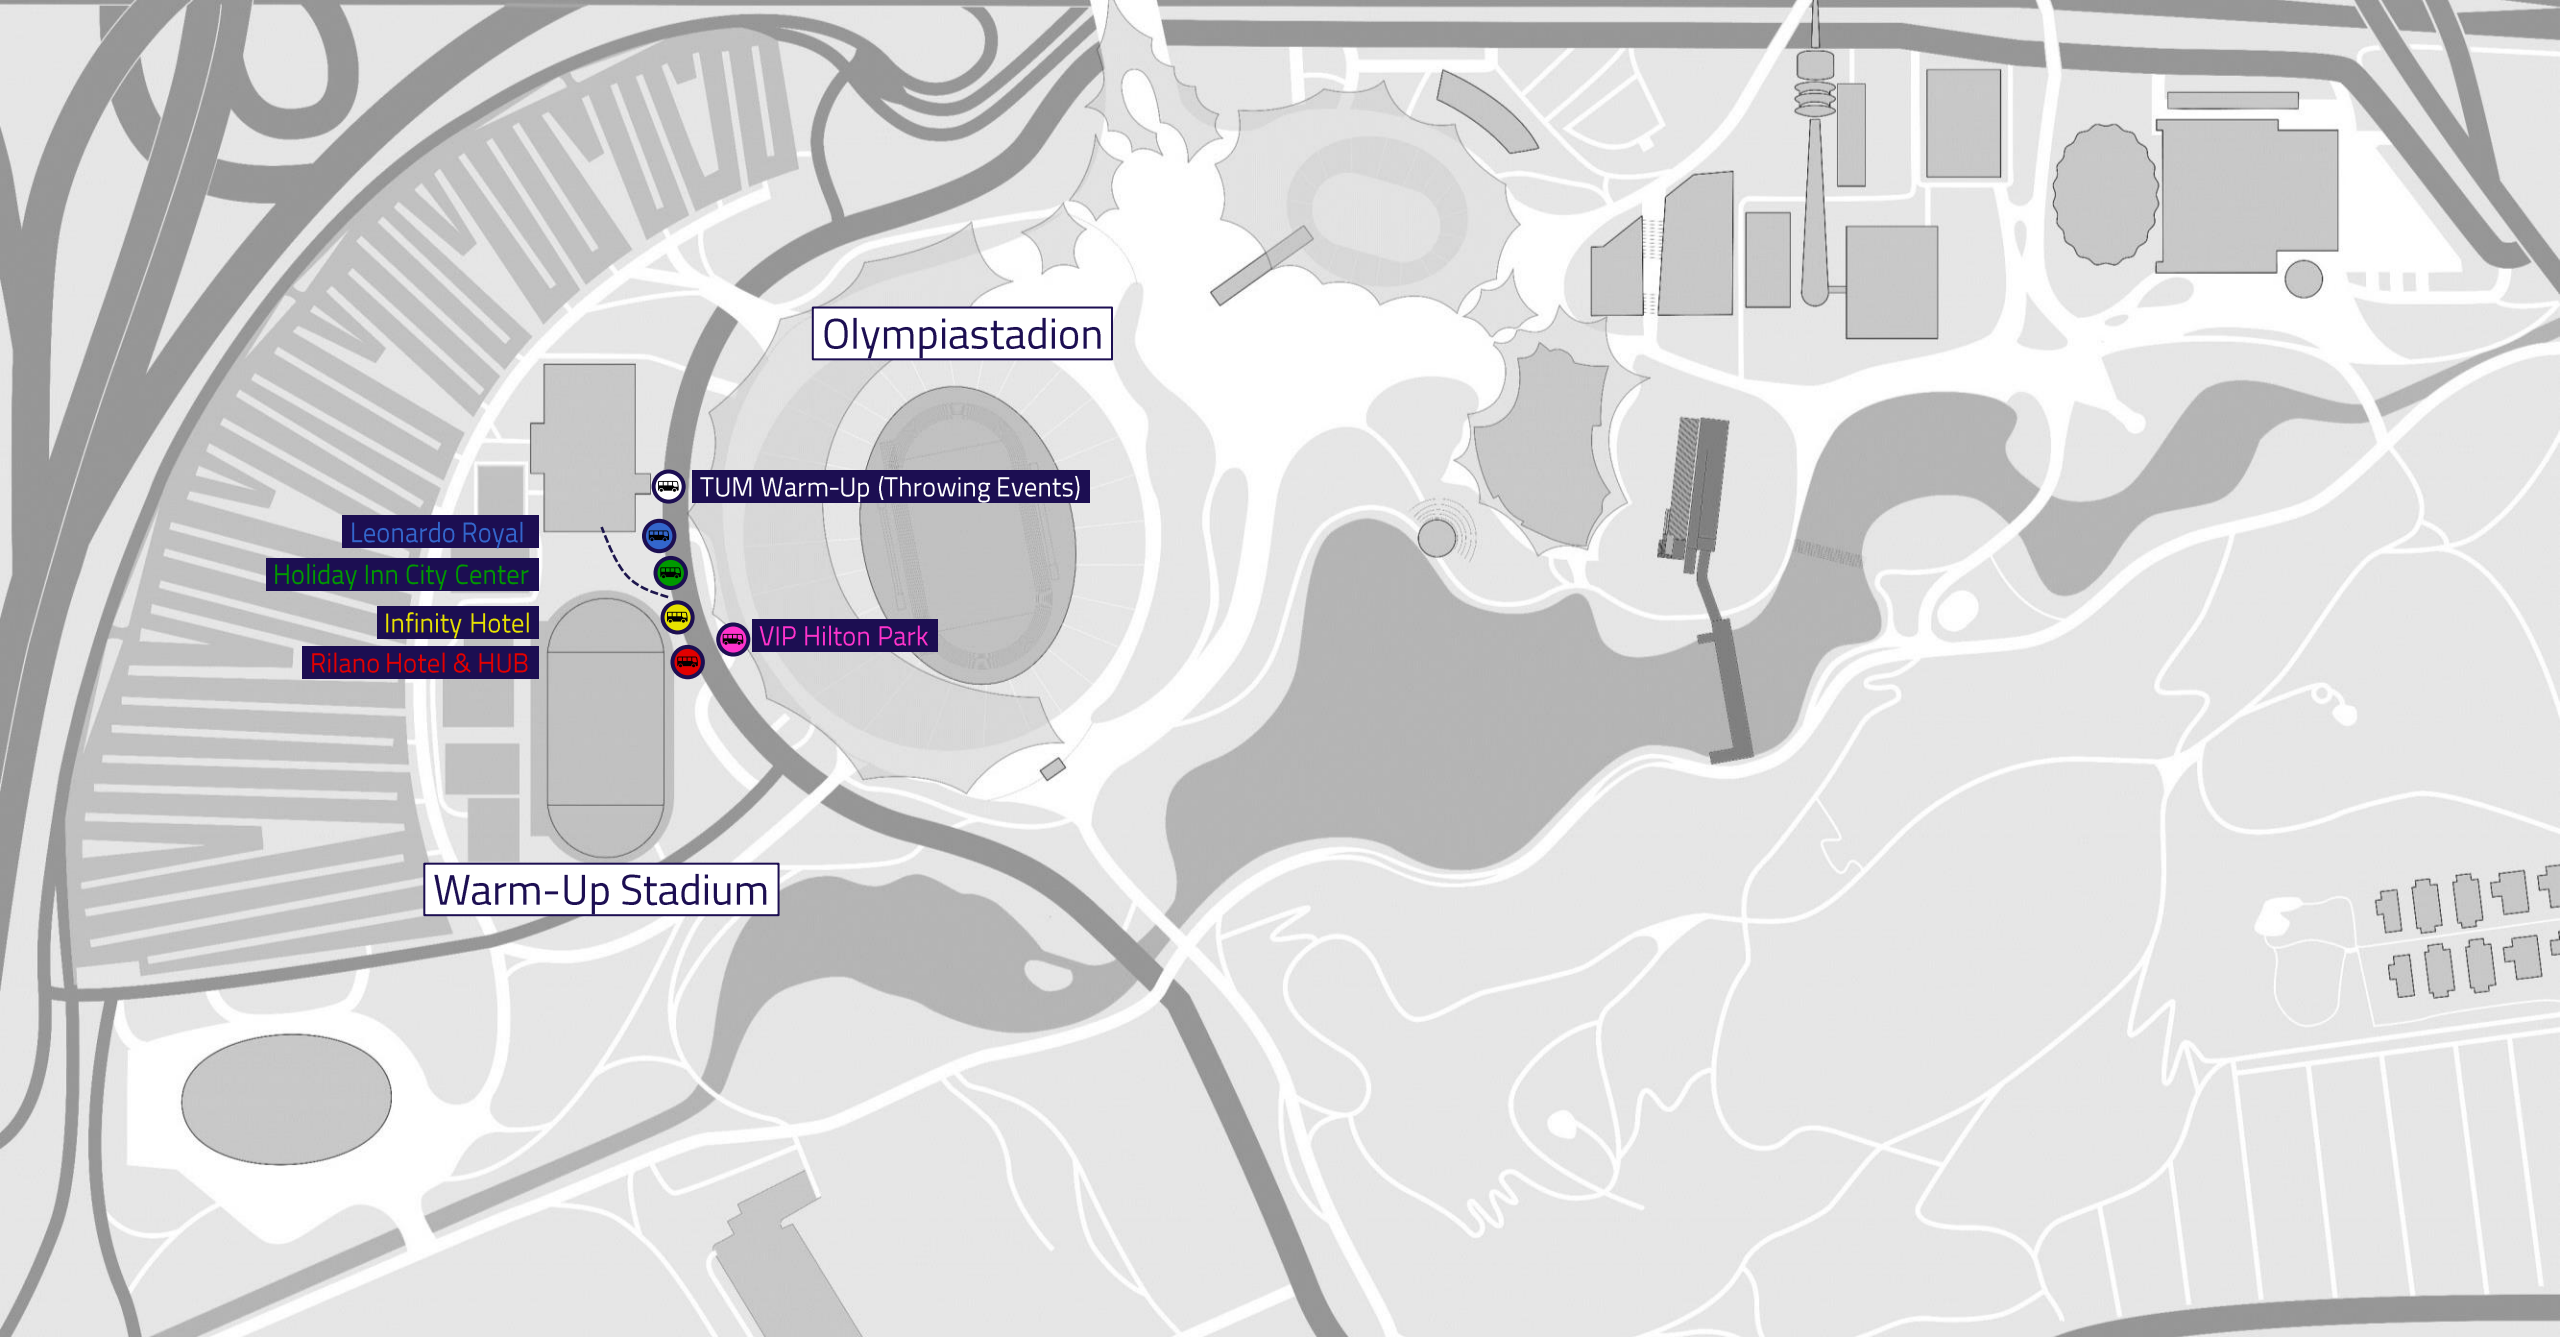 Olympiastadion
TUM Warm-Up (Throwing Events)
Leonardo Royal
Holiday Inn City Center
Infinity Hotel
VIP Hilton Park
Rilano Hotel & HUB
Warm-Up Stadium